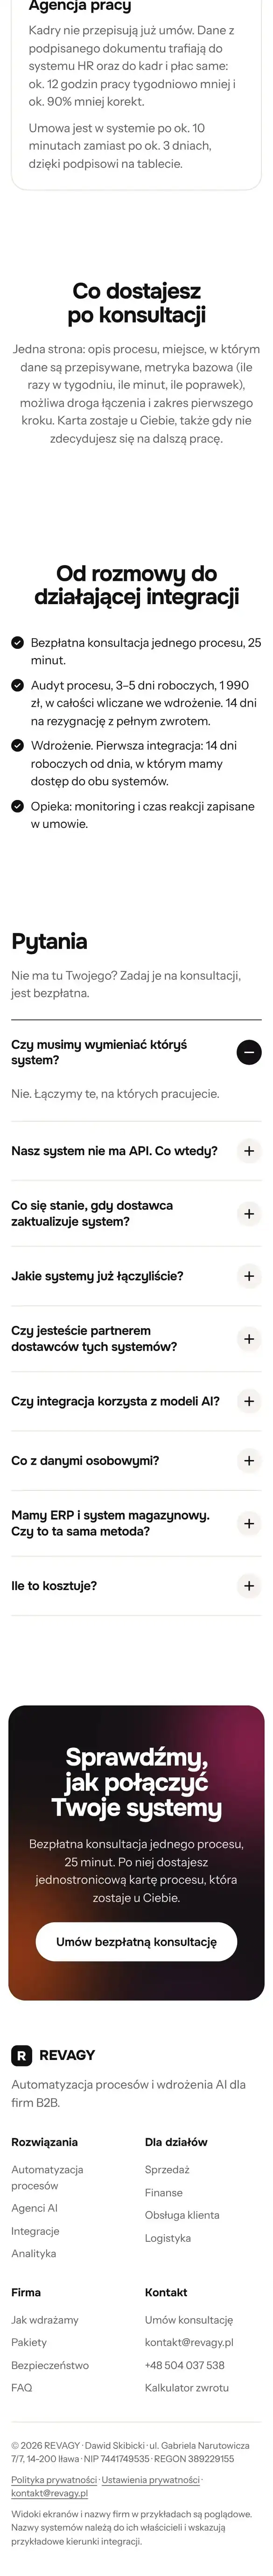 Agencja pracy
Kadry nie przepisują już umów. Dane z
podpisanego dokumentu trafiają do
systemu HR oraz do kadr i płac same:
ok. 12 godzin pracy tygodniowo mniej i
ok. 90% mniej korekt.
Umowa jest w systemie po ok. 10
minutach zamiast po ok. 3 dniach,
dzięki podpisowi na tablecie.
Co dostajesz
po konsultacji
Jedna strona: opis procesu, miejsce, w którym
dane są przepisywane, metryka bazowa (ile
razy w tygodniu, ile minut, ile poprawek),
możliwa droga łączenia i zakres pierwszego
kroku. Karta zostaje u Ciebie, także gdy nie
zdecydujesz się na dalszą pracę.
Od rozmowy do
działającej integracji
Bezpłatna konsultacja jednego procesu, 25
minut.
Audyt procesu, 3–5 dni roboczych, 1 990
zł, w całości wliczane we wdrożenie. 14 dni
na rezygnację z pełnym zwrotem.
Wdrożenie. Pierwsza integracja: 14 dni
roboczych od dnia, w którym mamy
dostęp do obu systemów.
Opieka: monitoring i czas reakcji zapisane
w umowie.
Pytania
Nie ma tu Twojego? Zadaj je na konsultacji,
jest bezpłatna.
Czy musimy wymieniać któryś
system?
Nie. Łączymy te, na których pracujecie.
Nasz system nie ma API. Co wtedy?
Co się stanie, gdy dostawca
zaktualizuje system?
Jakie systemy już łączyliście?
Czy jesteście partnerem
dostawców tych systemów?
Czy integracja korzysta z modeli AI?
Co z danymi osobowymi?
Mamy ERP i system magazynowy.
Czy to ta sama metoda?
Ile to kosztuje?
Sprawdźmy,
jak połączyć
Twoje systemy
Bezpłatna konsultacja jednego procesu,
25 minut. Po niej dostajesz
jednostronicową kartę procesu, która
zostaje u Ciebie.
Umów bezpłatną konsultację
R REVAGY
Automatyzacja procesów i wdrożenia AI dla
firm B2B.
Rozwiązania
Automatyzacja
procesów
Agenci AI
Integracje
Analityka
Dla działów
Sprzedaż
Finanse
Obsługa klienta
Logistyka
Firma
Jak wdrażamy
Pakiety
Bezpieczeństwo
FAQ
Kontakt
Umów konsultację
kontakt@revagy.pl
+48 504 037 538
Kalkulator zwrotu
© 2026 REVAGY · Dawid Skibicki · ul. Gabriela Narutowicza
7/7, 14-200 Iława · NIP 7441749535 · REGON 389229155
Polityka prywatności · Ustawienia prywatności ·
kontakt@revagy.pl
Widoki ekranów i nazwy firm w przykładach są poglądowe.
Nazwy systemów należą do ich właścicieli i wskazują
przykładowe kierunki integracji.